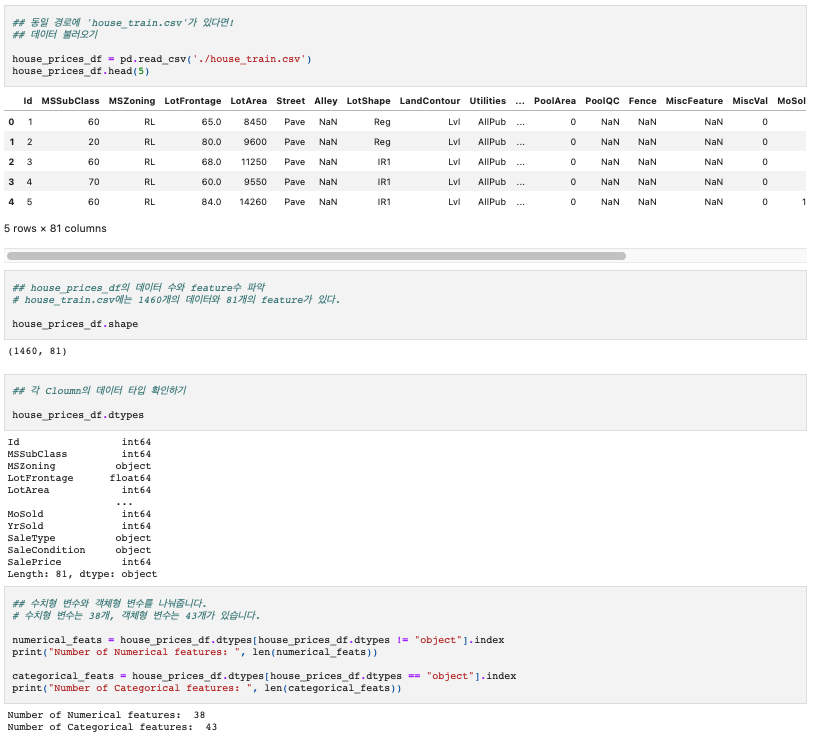 ## 동일 경로에 'house_train.csv'가 있다면!
## 데이터 불러오기
house_prices_df = pd.read_csv('./house_train.csv')
house_prices_df.head(5)
Id MSSubClass MSZoning LotFrontage LotArea Street Alley LotShape LandContour Utilities ... PoolArea PoolQC Fence MiscFeature MiscVal MoSol
0 1 60 RL 65.0 8450 Pave NaN Reg Lvl AllPub ... 0 NaN NaN NaN 0
1 2 20 RL 80.0 9600 Pave NaN Reg Lvl AllPub ... 0 NaN NaN NaN 0
2 3 60 RL 68.0 11250 Pave NaN IR1 Lvl AllPub ... 0 NaN NaN NaN 0
3 4 70 RL 60.0 9550 Pave NaN IR1 Lvl AllPub ... 0 NaN NaN NaN 0
4 5 60 RL 84.0 14260 Pave NaN IR1 Lvl AllPub ... 0 NaN NaN NaN 0 1
5 rows × 81 columns
## house_prices_df의 데이터 수와 feature수 파악
# house_train.csv에는 1460개의 데이터와 81개의 feature가 있다.
house_prices_df.shape
(1460, 81)
## 각 Cloumn의 데이터 타입 확인하기
house_prices_df.dtypes
Id int64
MSSubClass int64
MSZoning object
LotFrontage float64
LotArea int64
...
MoSold int64
YrSold int64
SaleType object
SaleCondition object
SalePrice int64
Length: 81, dtype: object
## 수치형 변수와 객체형 변수를 나눠줍니다.
# 수치형 변수는 38개, 객체형 변수는 43개가 있습니다.
numerical_feats = house_prices_df.dtypes[house_prices_df.dtypes != "object"].index
print("Number of Numerical features: ", len(numerical_feats))
categorical_feats = house_prices_df.dtypes[house_prices_df.dtypes == "object"].index
print("Number of Categorical features: ", len(categorical_feats))
Number of Numerical features:  38
Number of Categorical features:  43